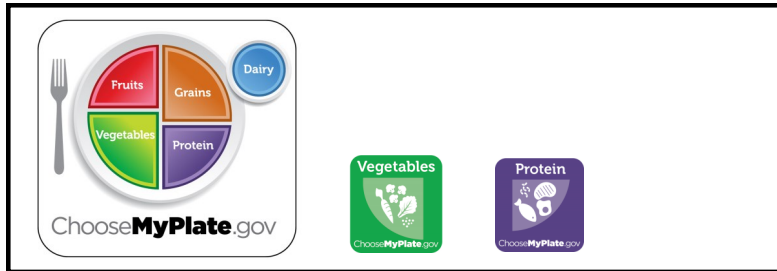 Dairy
Fruits
Grains
Vegetables
Protein
ChooseMyPlate.gov
Vegetables
ChooseMyPlate.gov
Protein
ChooseMyPlate.gov